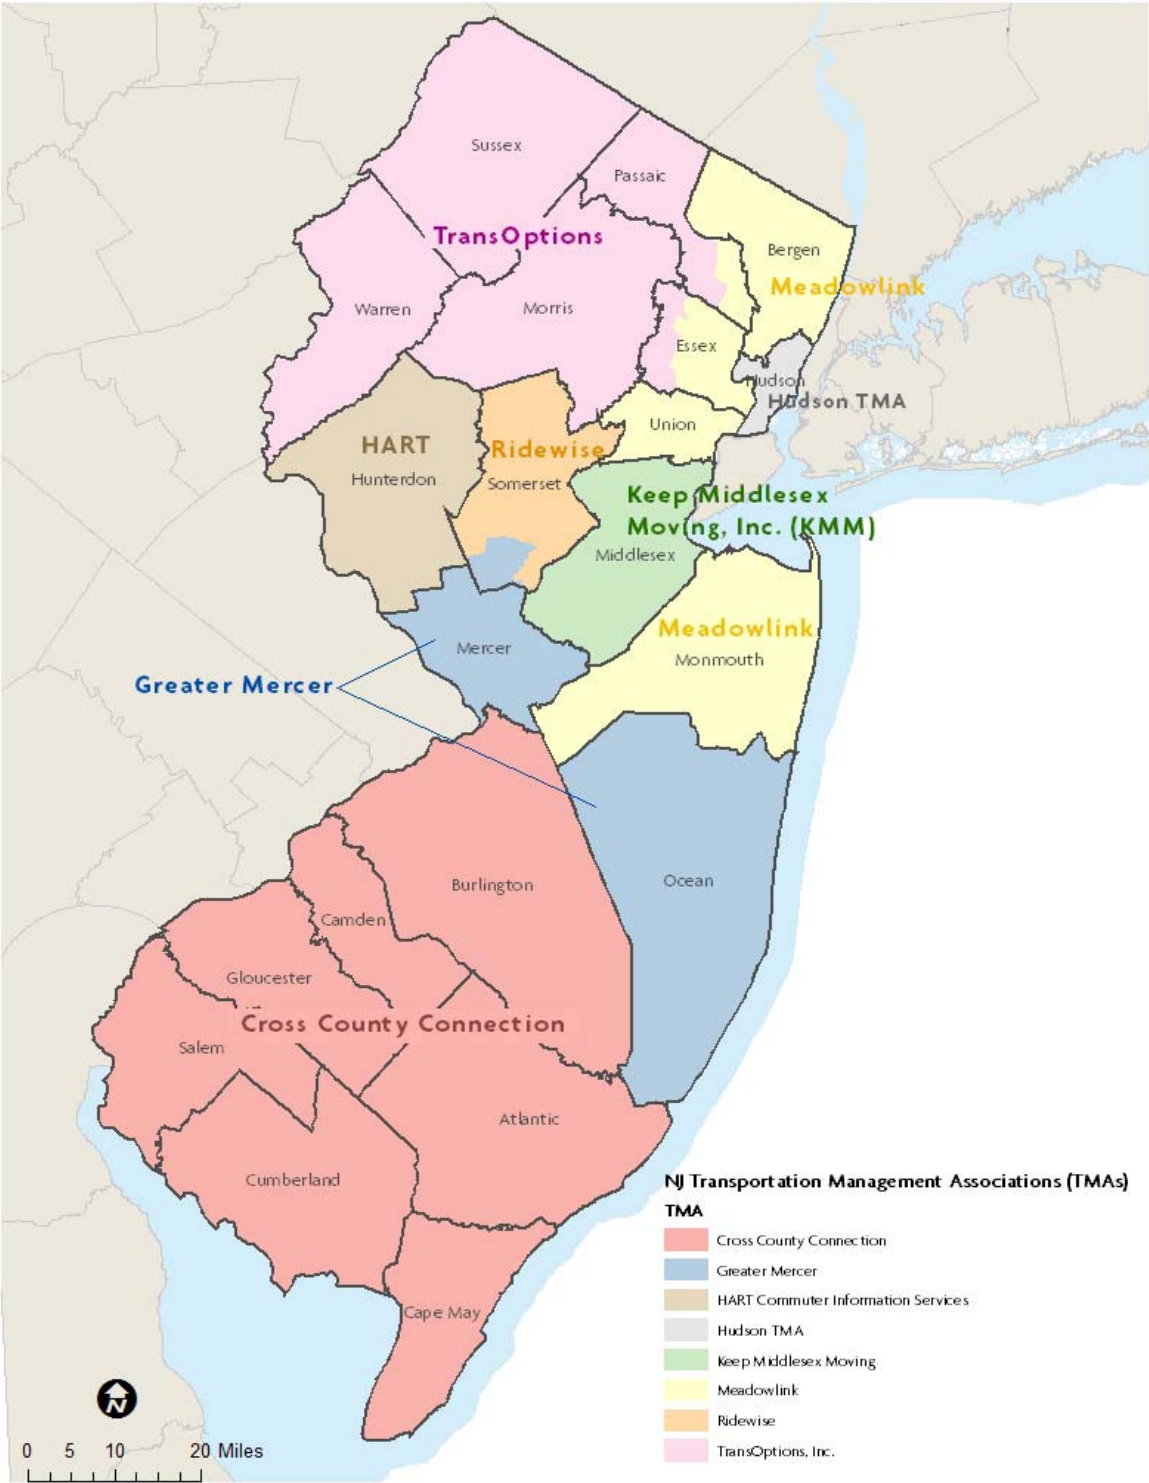 Sussex
Passaic
TransOptions
Bergen
Meadowlink
Warren
Morris
Essex
Hudson
Hudson TMA
Union
HART
Ridewise
Hunterdon
Somerset
Keep Middlesex
Moving, Inc. (KMM)
Middlesex
Meadowlink
Mercer
Monmouth
Greater Mercer
Burlington
Ocean
Camden
Gloucester
Cross County Connection
Salem
Atlantic
Cumberland
Cape May
NJ Transportation Management Associations (TMAs)
TMA
Cross County Connection
Greater Mercer
HART Commuter Information Services
Hudson TMA
Keep Middlesex Moving
Meadowlink
Ridewise
TransOptions, Inc.
N
0 5 10 20 Miles